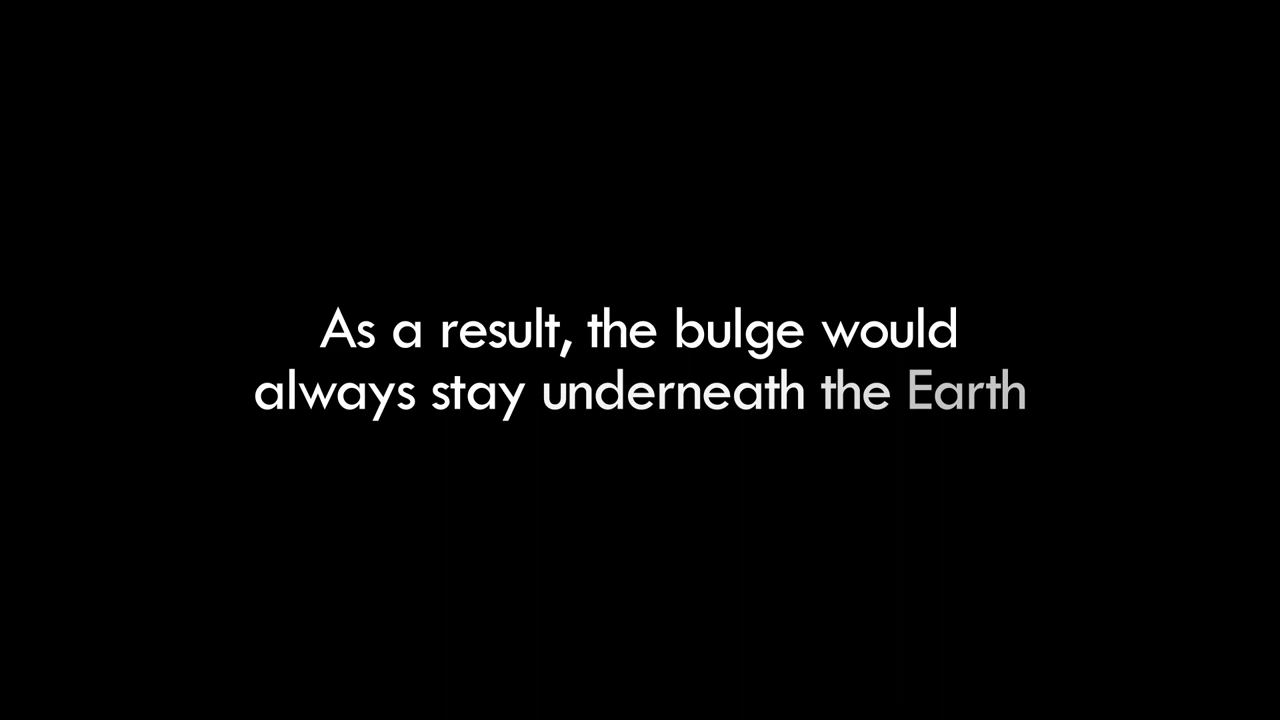 As a result, the bulge would
always stay underneath the Earth